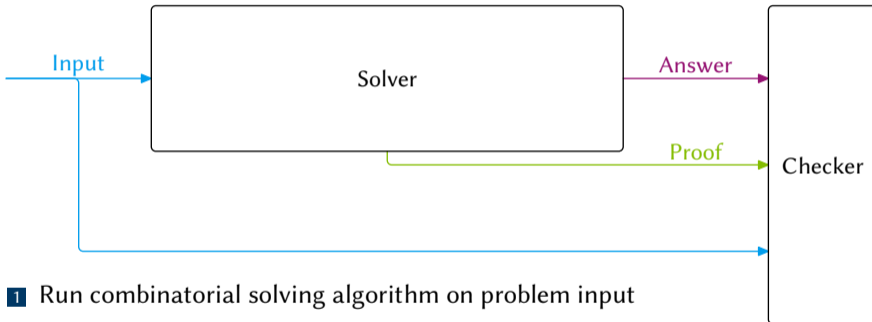 Input
Solver
Answer
Proof
Checker
1 Run combinatorial solving algorithm on problem input